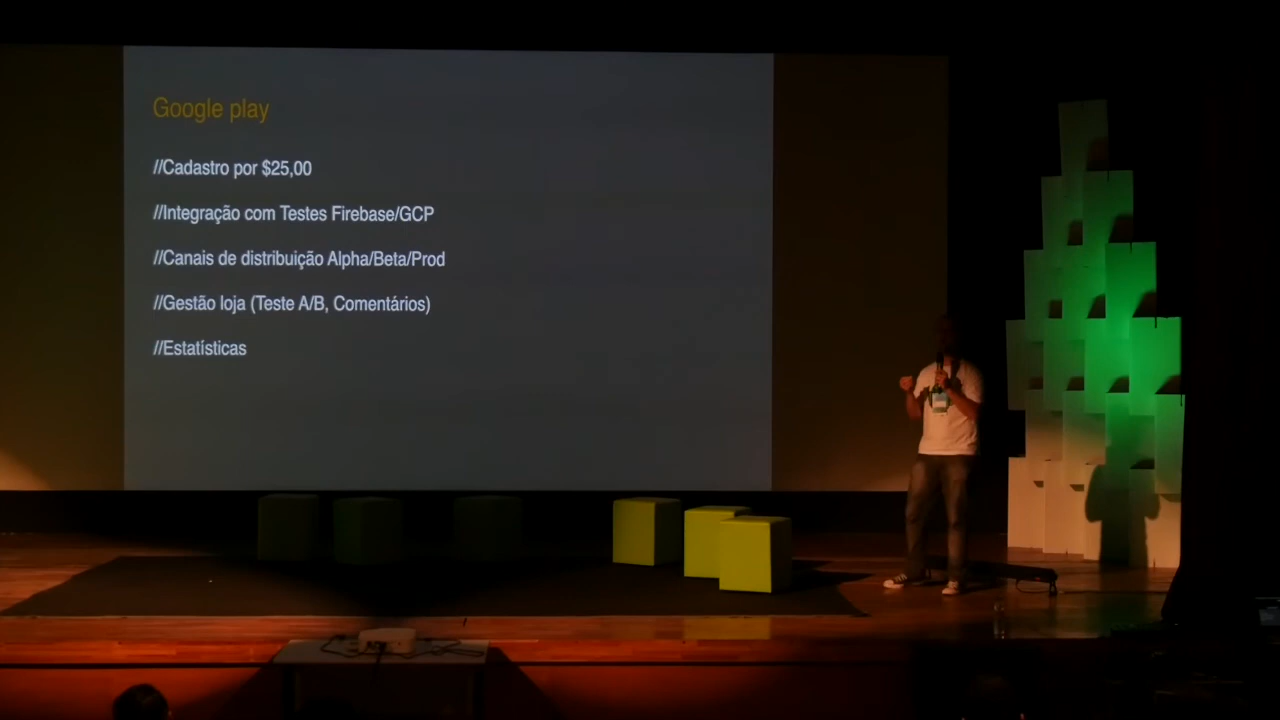 Google play
//Cadastro por $25,00
//Integração com Testes Firebase/GCP
//Canais de distribuição Alpha/Beta/Prod
//Gestão loja (Teste A/B, Comentários)
//Estatísticas